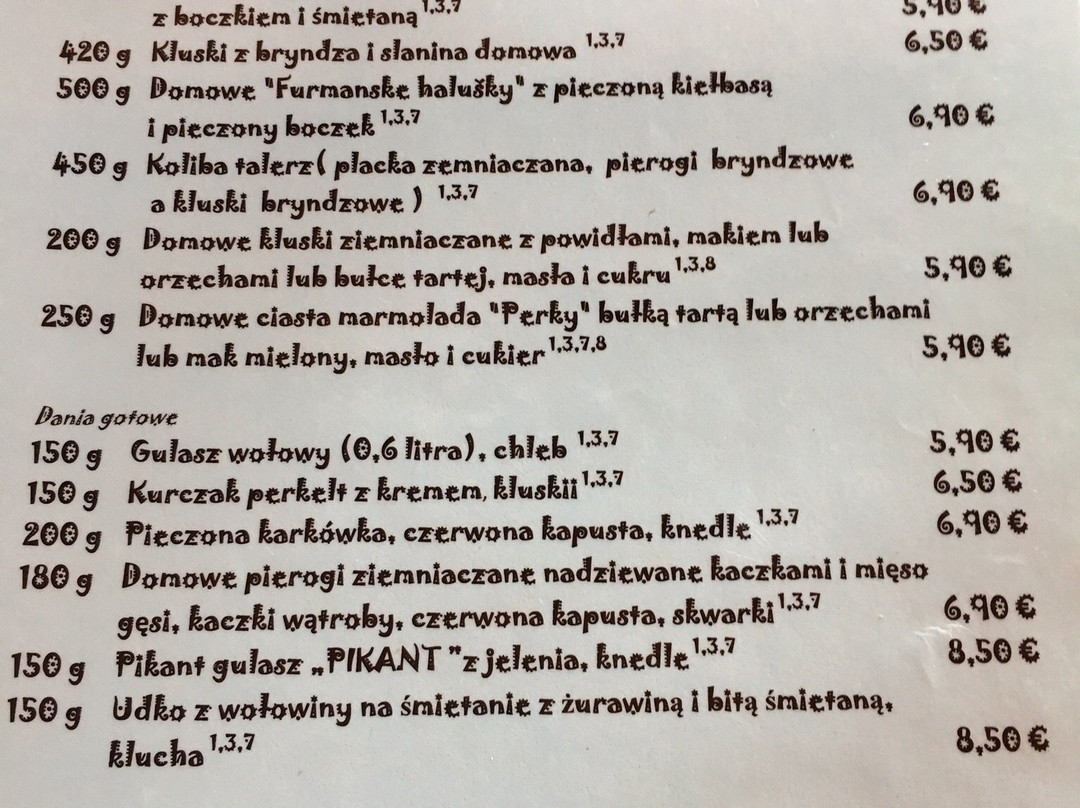 z boczkiem i śmietaną 1,3,7 5,90 €
420 g Kluski z bryndza i slanina domowa 1,3,7 6,50 €
500 g Domowe "Furmanske halušky" z pieczoną kiełbasą
i pieczony boczek 1,3,7 6,90 €
450 g Koliba talerz( placka zemniaczana, pierogi bryndzowe
a kluski bryndzowe ) 1,3,7 6,90 €
200 g Domowe kluski ziemniaczane z powidłami, makiem lub
orzechami lub bułce tartej, masła i cukru 1,3,8 5,90 €
250 g Domowe ciasta marmolada "Perky" bułką tartą lub orzechami
lub mak mielony, masło i cukier 1,3,7,8 5,90 €
Dania gotowe
150 g Gulasz wołowy (0,6 litra), chleb 1,3,7 5,90 €
150 g Kurczak perkelt z kremem, kluskii 1,3,7 6,50 €
200 g Pieczona karkówka, czerwona kapusta, knedle 1,3,7 6,90 €
180 g Domowe pierogi ziemniaczane nadziewane kaczkami i mięso
gęsi, kaczki wątroby, czerwona kapusta, skwarki 1,3,7 6,90 €
150 g Pikant gulasz „PIKANT "z jelenia, knedle 1,3,7 8,50 €
150 g Udko z wołowiny na śmietanie z żurawiną i bitą śmietaną,
klucha 1,3,7 8,50 €